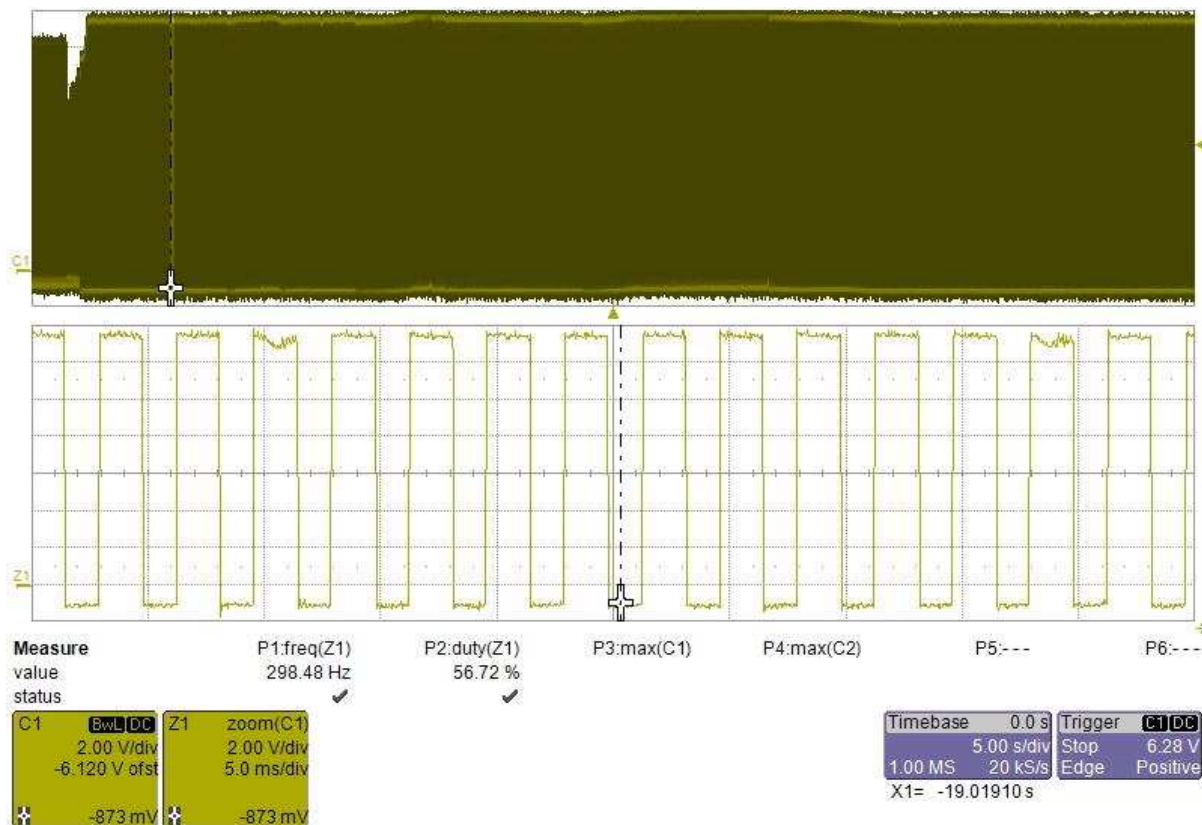 C1
Z1
Measure P1:freq(Z1) P2:duty(Z1) P3:max(C1) P4:max(C2) P5:- - - P6:- - -
value 298.48 Hz 56.72 %
status
C1 BwL DC
2.00 V/div
-6.120 V ofst
-873 mV
Z1 zoom(C1)
2.00 V/div
5.0 ms/div
-873 mV
Timebase 0.0 s
5.00 s/div
1.00 MS 20 kS/s
Trigger C1 DC
Stop 6.28 V
Edge Positive
X1= -19.01910 s